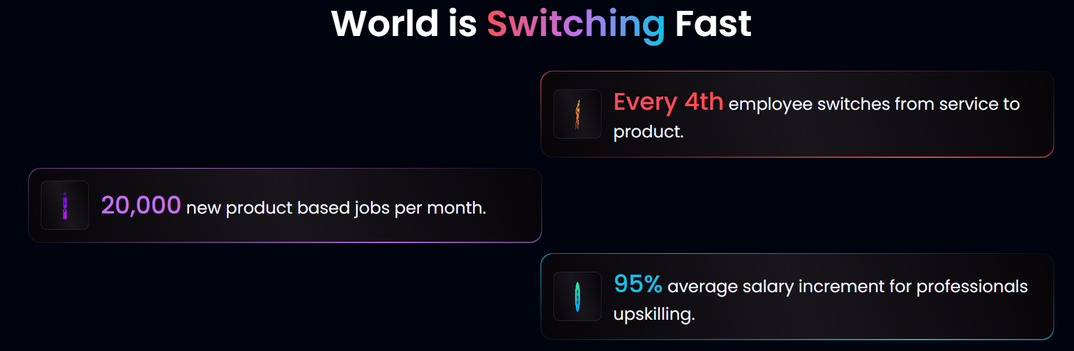 World is Switching Fast
Every 4th employee switches from service to
product.
20,000 new product based jobs per month.
95% average salary increment for professionals
upskilling.